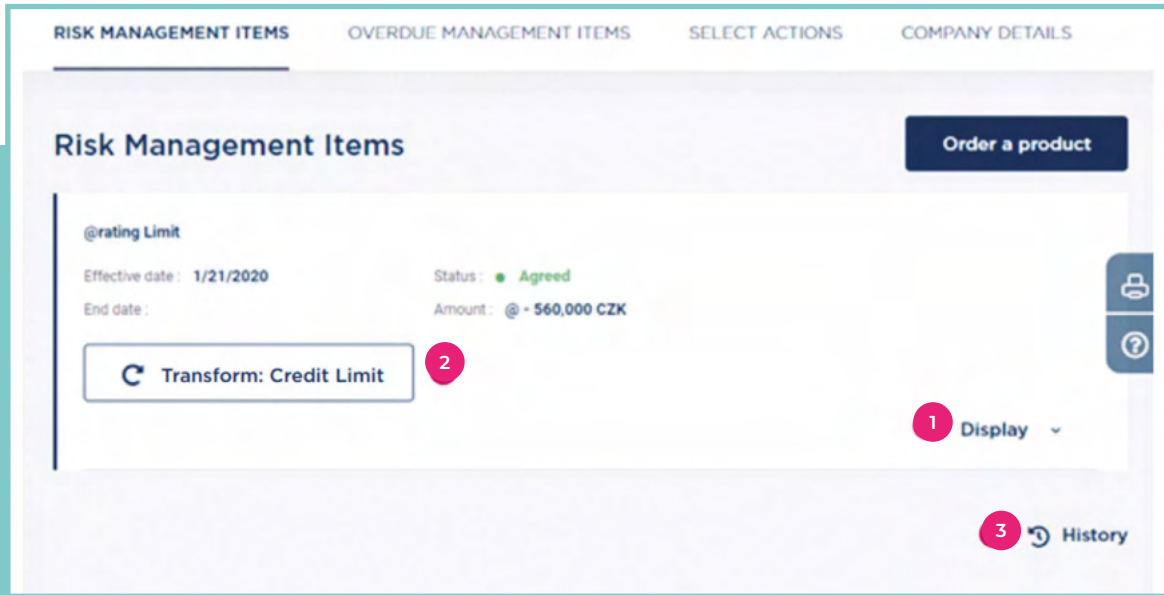 RISK MANAGEMENT ITEMS OVERDUE MANAGEMENT ITEMS SELECT ACTIONS COMPANY DETAILS
Risk Management Items
Order a product
@rating Limit
Effective date : 1/21/2020 Status : Agreed
End date : Amount : @ - 560,000 CZK
Transform: Credit Limit 2
1 Display
3 History